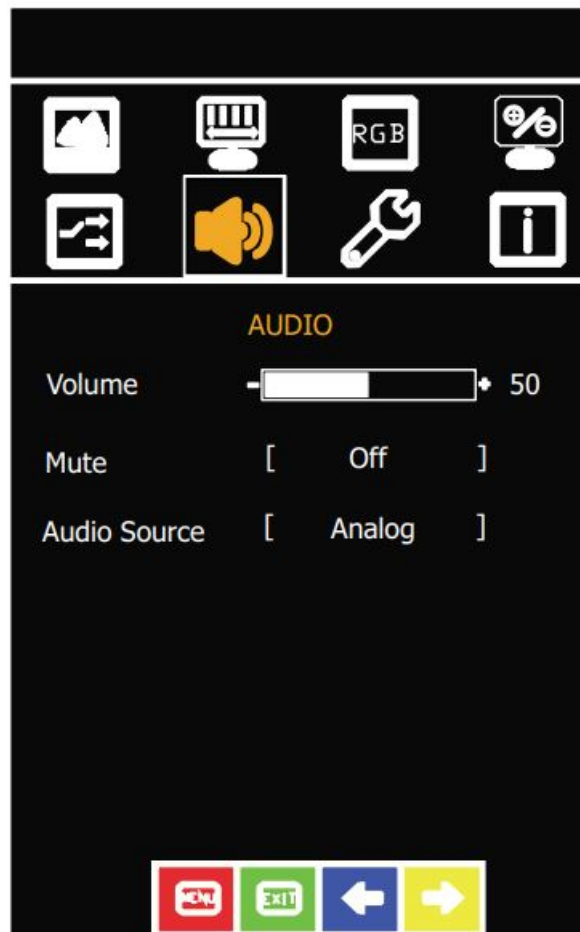 RGB
AUDIO
Volume - + 50
Mute [ Off ]
Audio Source [ Analog ]
MENU EXIT